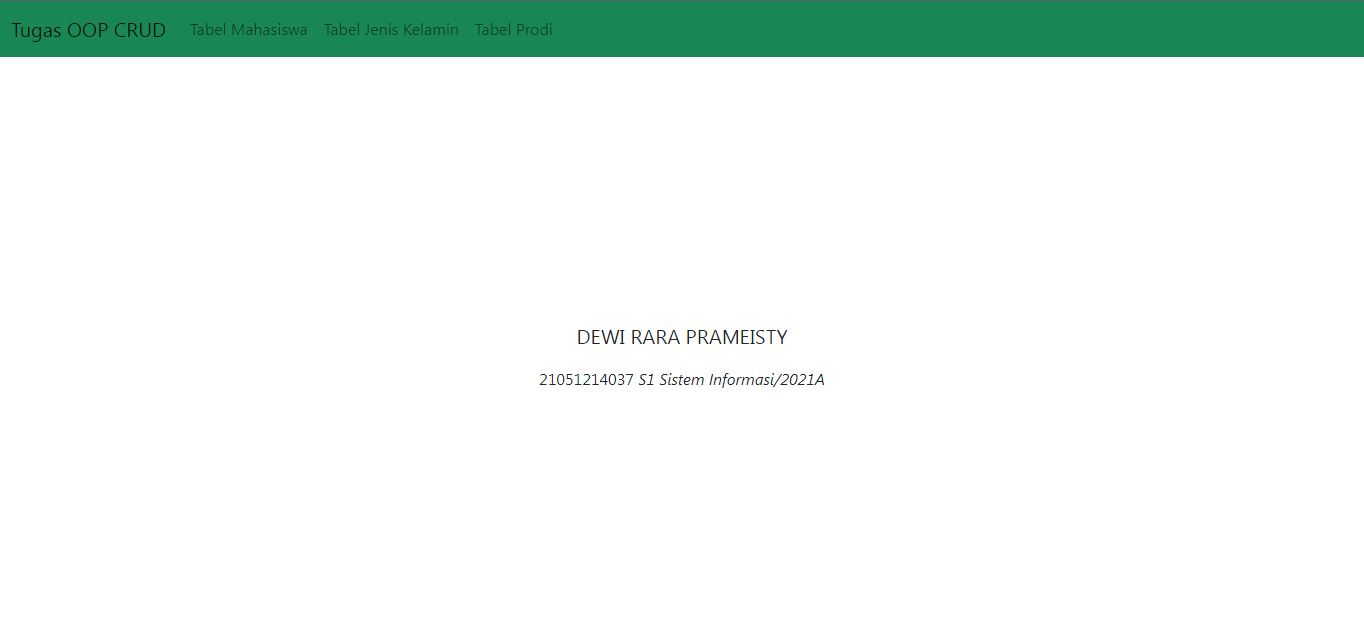 Tugas OOP CRUD Tabel Mahasiswa Tabel Jenis Kelamin Tabel Prodi
DEWI RARA PRAMEISTY
21051214037 S1 Sistem Informasi/2021A